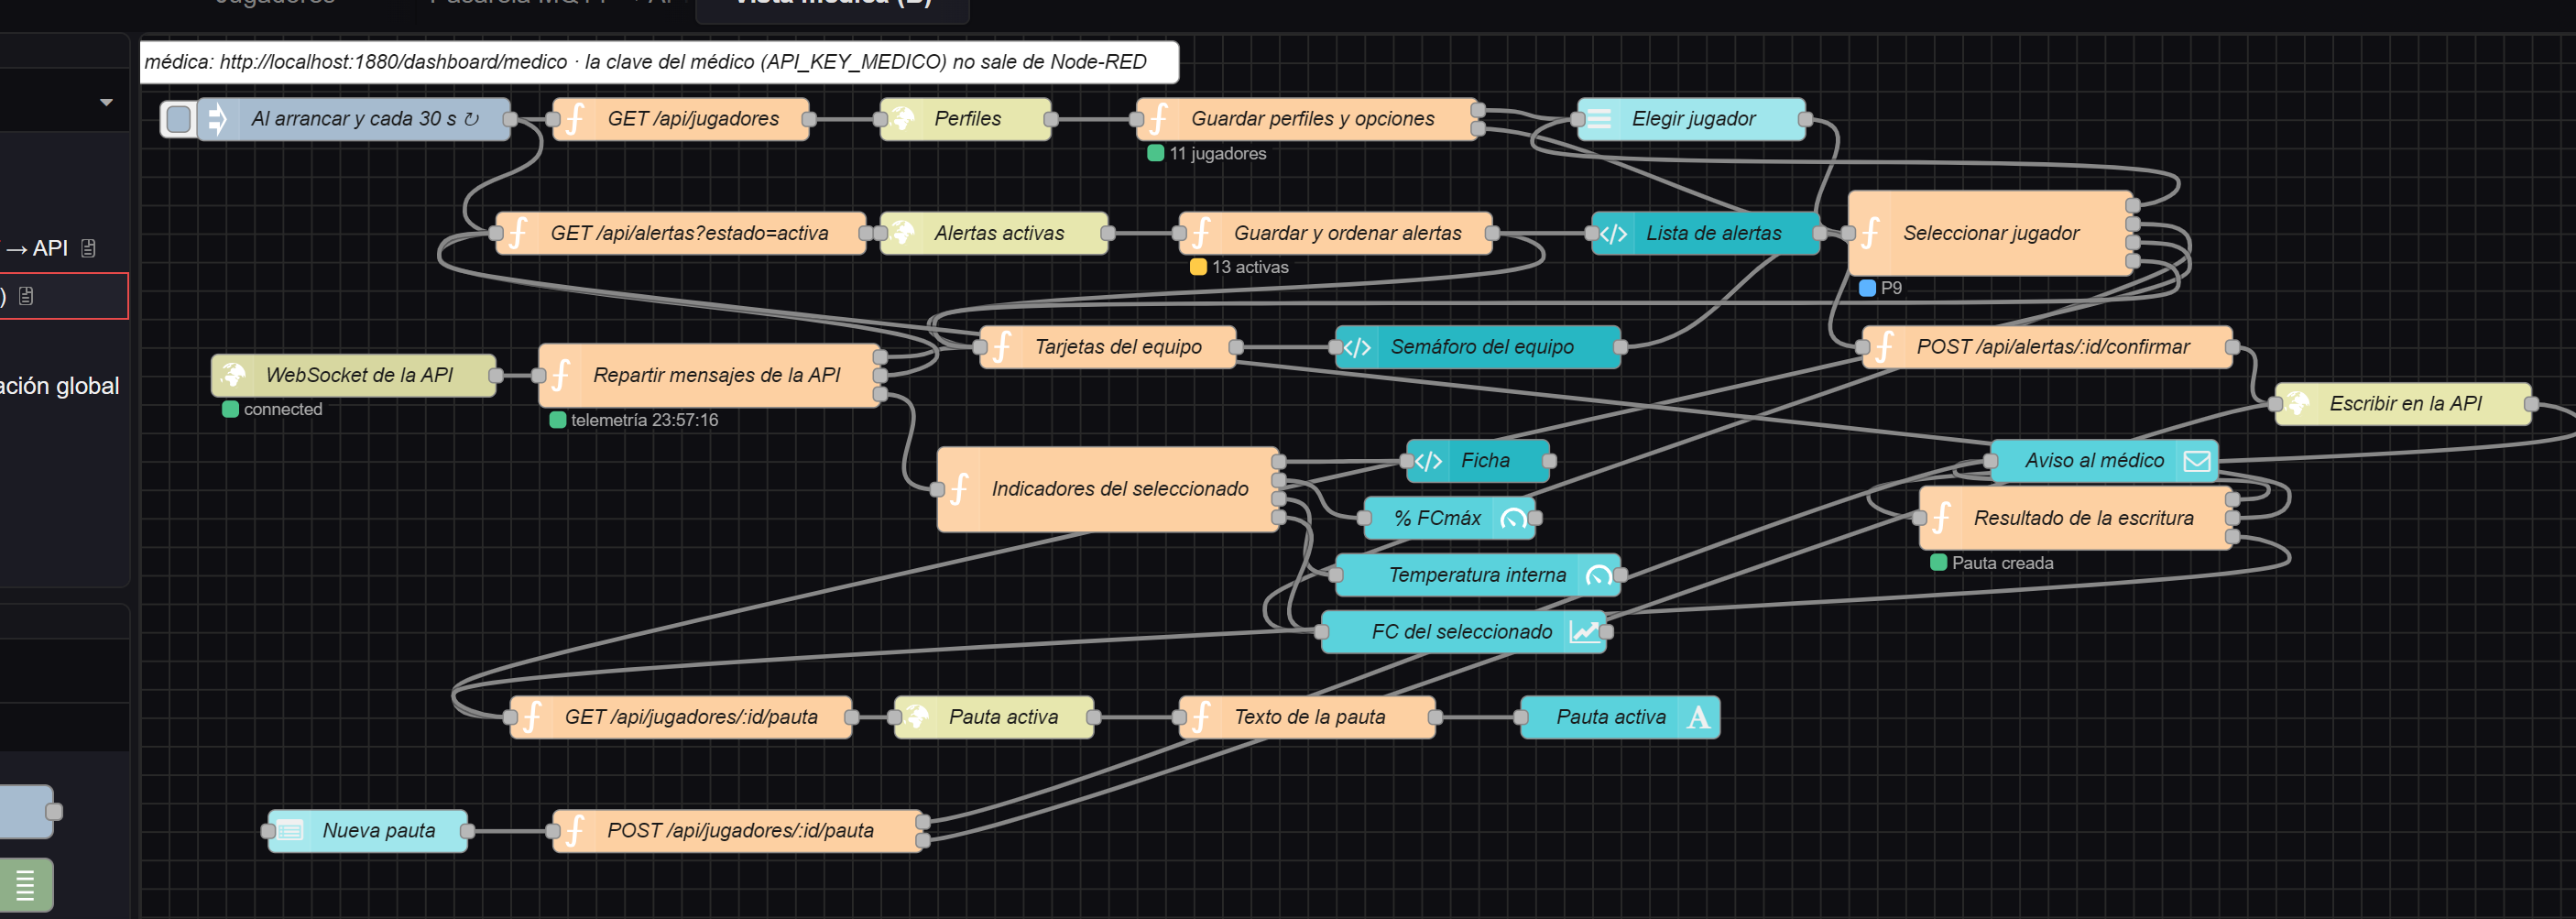 médica: http://localhost:1880/dashboard/medico · la clave del médico (API_KEY_MEDICO) no sale de Node-RED
Al arrancar y cada 30 s ↻
GET /api/jugadores
Perfiles
Guardar perfiles y opciones
Elegir jugador
11 jugadores
GET /api/alertas?estado=activa
Alertas activas
Guardar y ordenar alertas
Lista de alertas
Seleccionar jugador
→ API
13 activas
P9
Tarjetas del equipo
Semáforo del equipo
POST /api/alertas/:id/confirmar
WebSocket de la API
Repartir mensajes de la API
ación global
connected
telemetría 23:57:16
Escribir en la API
Ficha
Aviso al médico
Indicadores del seleccionado
% FCmáx
Resultado de la escritura
Pauta creada
Temperatura interna
FC del seleccionado
GET /api/jugadores/:id/pauta
Pauta activa
Texto de la pauta
Pauta activa
Nueva pauta
POST /api/jugadores/:id/pauta